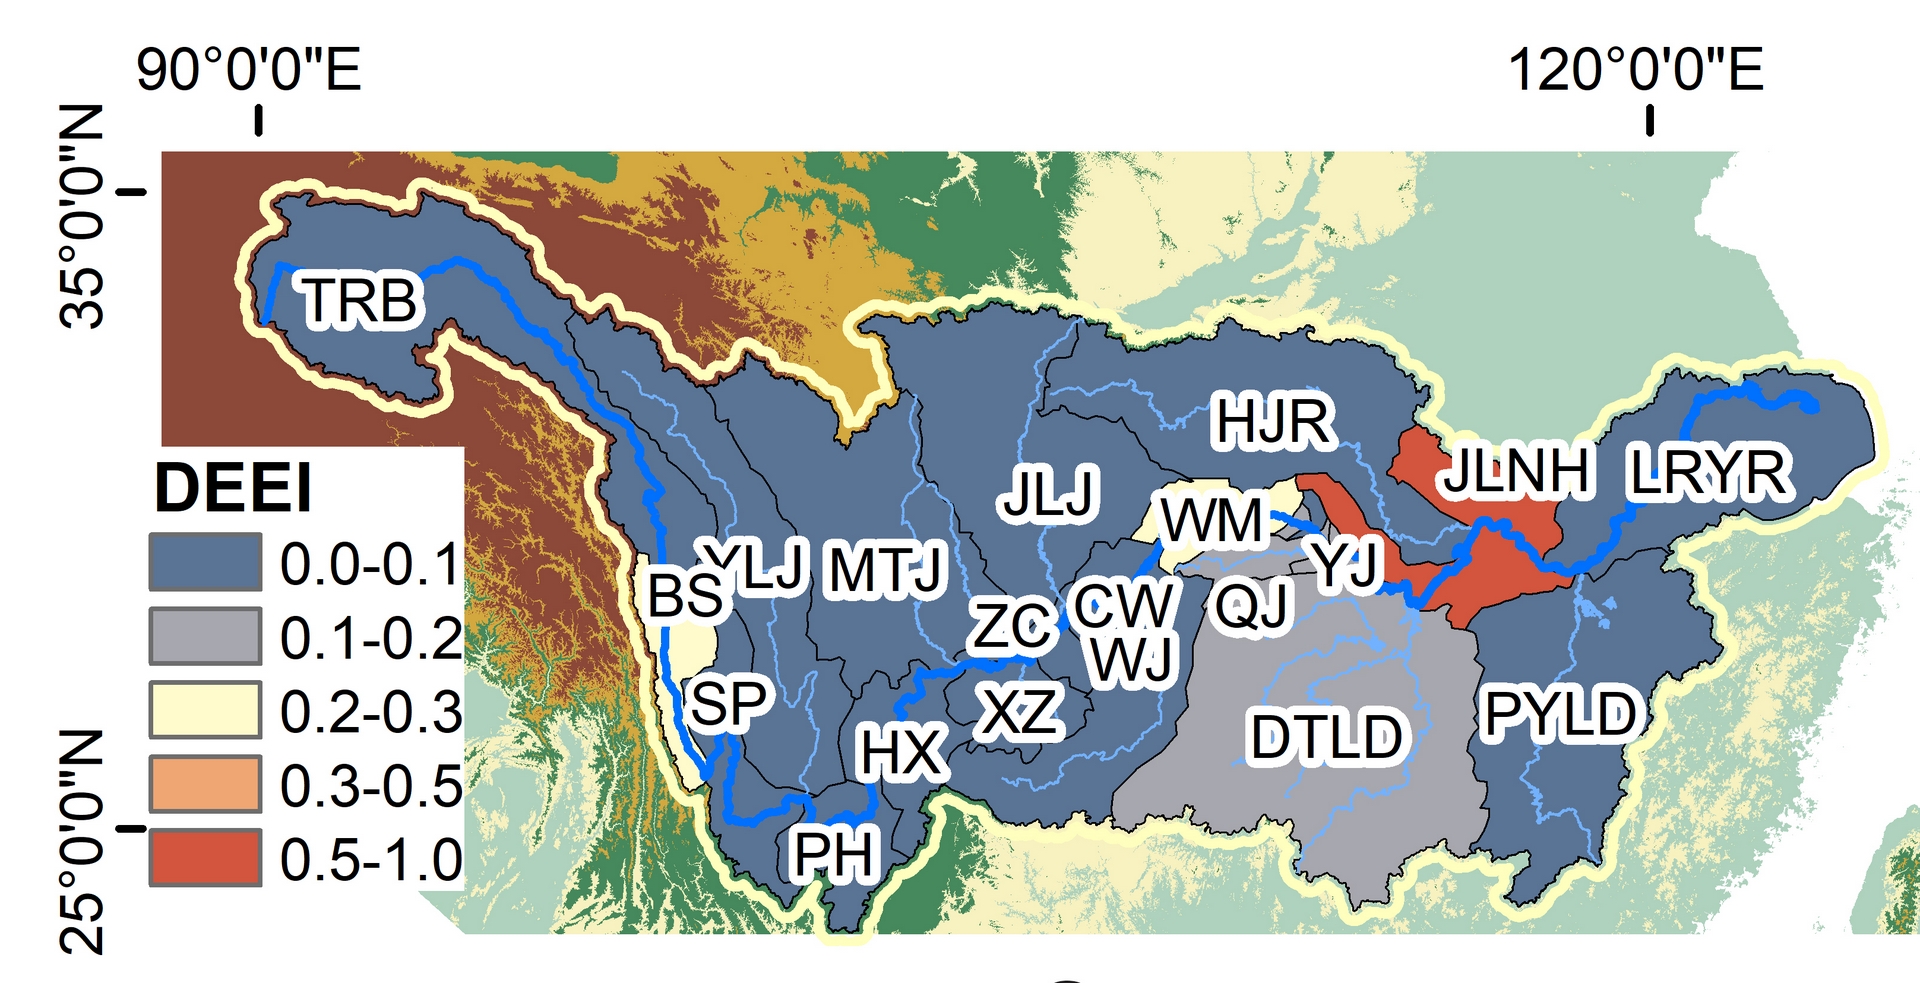 90°0'0"E
120°0'0"E
35°0'0"N
25°0'0"N
TRB
HJR
JLNH
LRYR
JLJ
WM
YLJ
MTJ
YJ
BS
CW
QJ
ZC
WJ
SP
XZ
PYLD
HX
DTLD
PH
DEEI
0.0-0.1
0.1-0.2
0.2-0.3
0.3-0.5
0.5-1.0